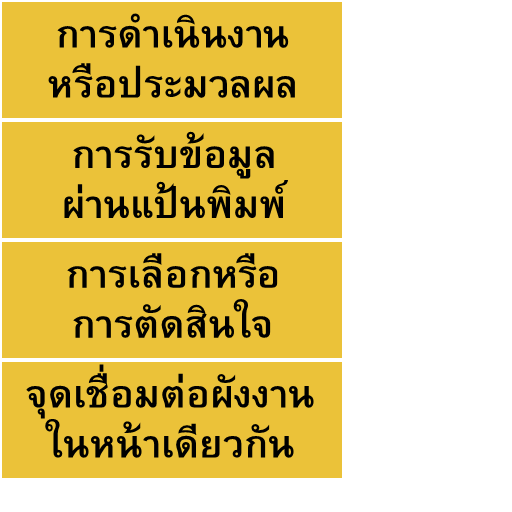 การดำเนินงาน
หรือประมวลผล
การรับข้อมูล
ผ่านแป้นพิมพ์
การเลือกหรือ
การตัดสินใจ
จุดเชื่อมต่อผังงาน
ในหน้าเดียวกัน